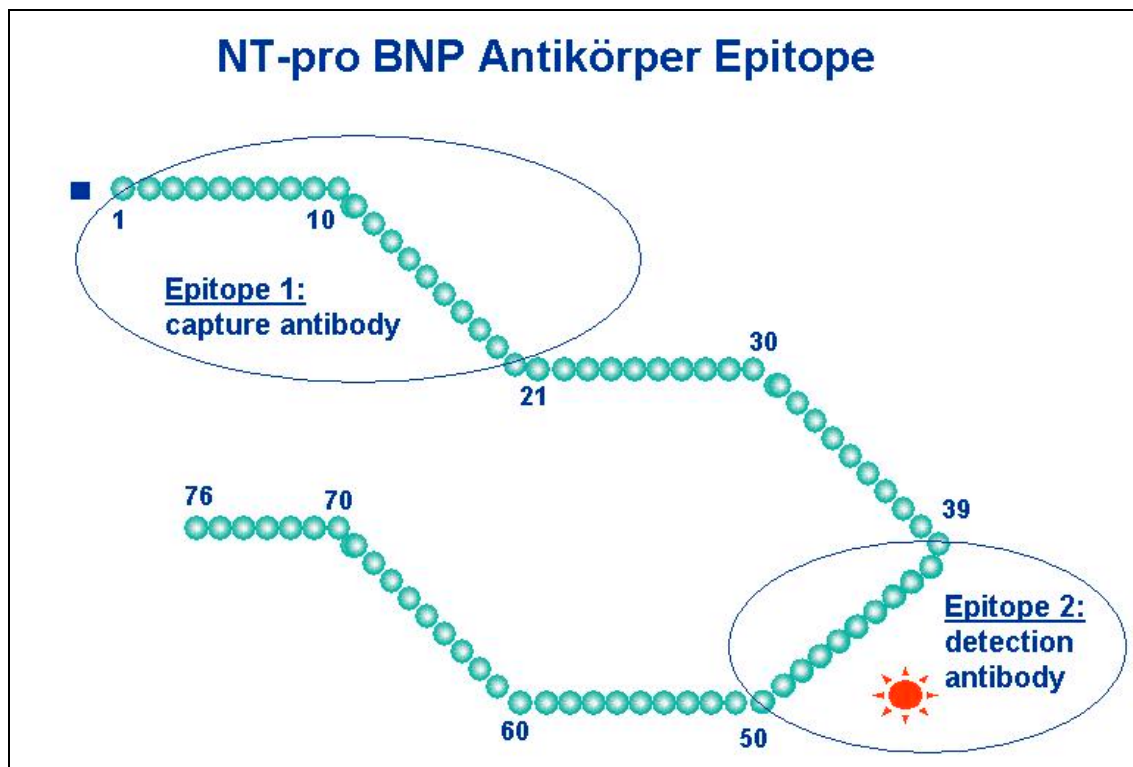 NT-pro BNP Antikörper Epitope
1
10
Epitope 1:
capture antibody
30
21
76
70
39
Epitope 2:
detection
antibody
60
50